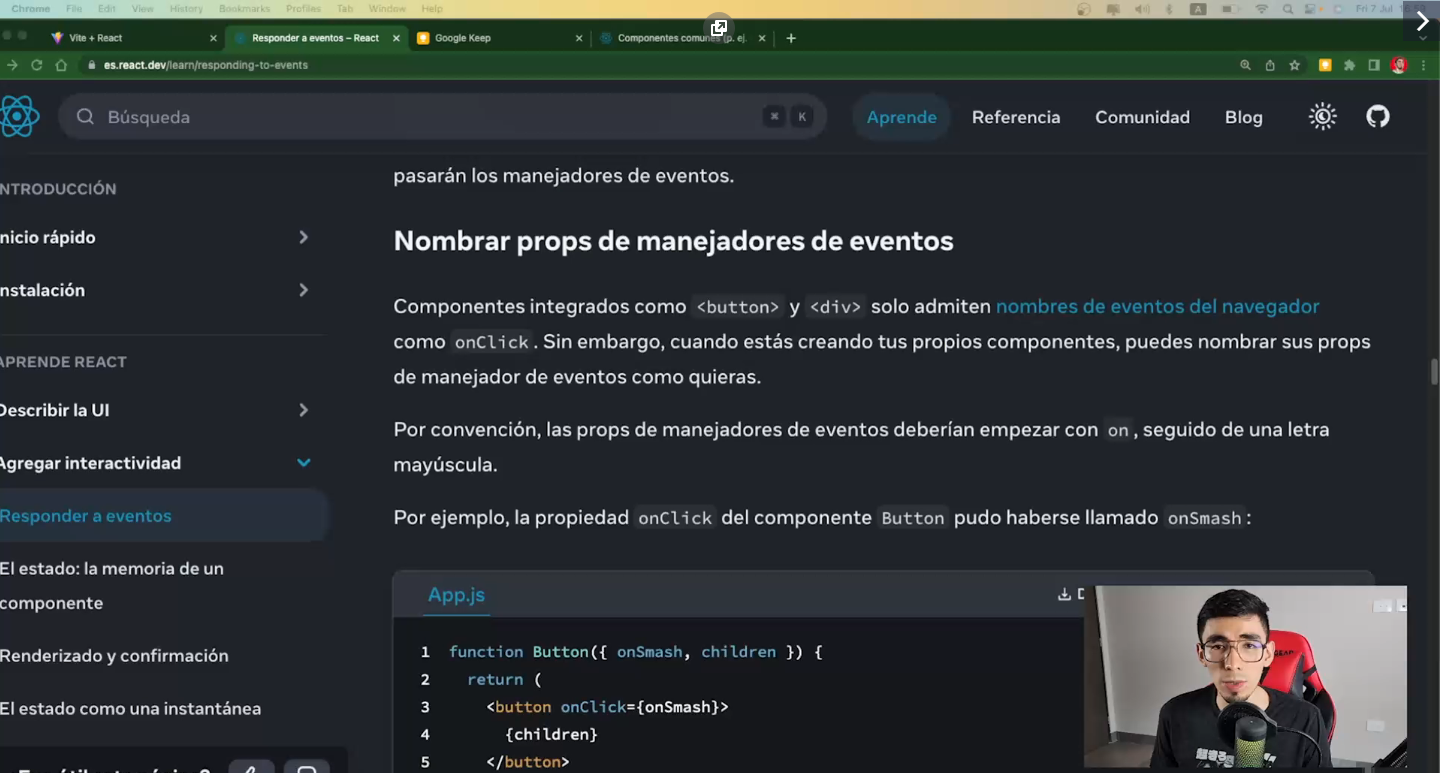 Chrome File Edit View History Bookmarks Profiles Tab Window Help
A Fri 7 Jul
Vite + React
Responder a eventos – React
Google Keep
Componentes comunes (p. ej.
es.react.dev/learn/responding-to-events
Búsqueda
⌘ K
Aprende
Referencia
Comunidad
Blog
NTRODUCCIÓN
nicio rápido
nstalación
APRENDE REACT
Describir la UI
Agregar interactividad
Responder a eventos
El estado: la memoria de un
componente
Renderizado y confirmación
El estado como una instantánea
pasarán los manejadores de eventos.
Nombrar props de manejadores de eventos
Componentes integrados como <button> y <div> solo admiten nombres de eventos del navegador
como onClick. Sin embargo, cuando estás creando tus propios componentes, puedes nombrar sus props
de manejador de eventos como quieras.
Por convención, las props de manejadores de eventos deberían empezar con on, seguido de una letra
mayúscula.
Por ejemplo, la propiedad onClick del componente Button pudo haberse llamado onSmash:
App.js
D
1 function Button({ onSmash, children }) {
2 return (
3 <button onClick={onSmash}>
4 {children}
5 </button>